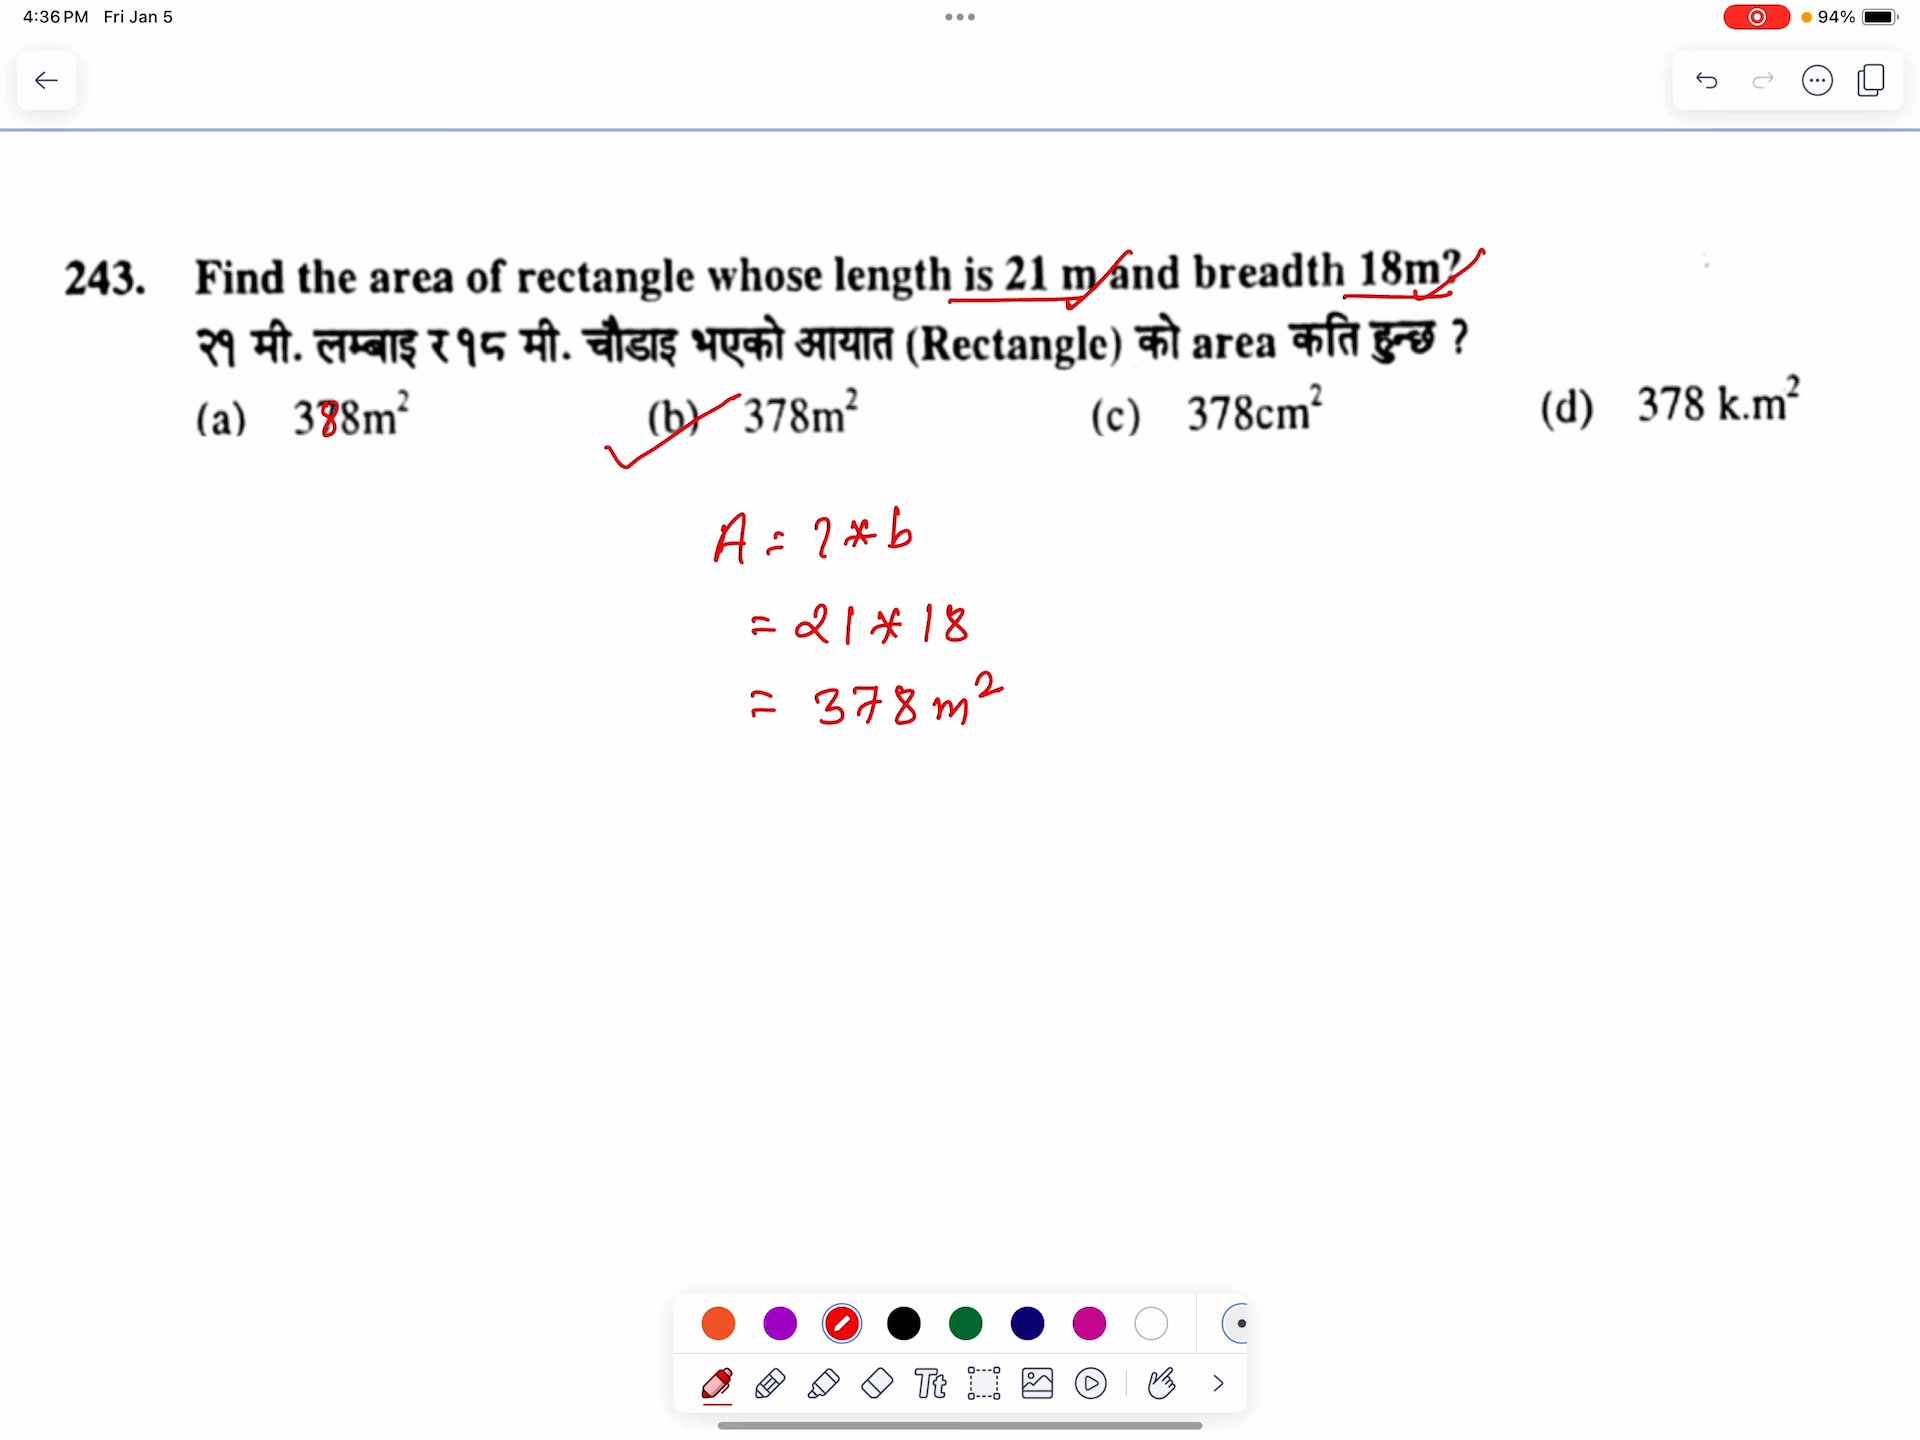 4:36 PM Fri Jan 5
94%
243. Find the area of rectangle whose length is 21 m and breadth 18m?
२१ मी. लम्बाइ र १८ मी. चौडाइ भएको आयात (Rectangle) को area कति हुन्छ ?
(a) 388m² (b) 378m² (c) 378cm² (d) 378 k.m²
A = l * b
= 21 * 18
= 378 m²
Tt